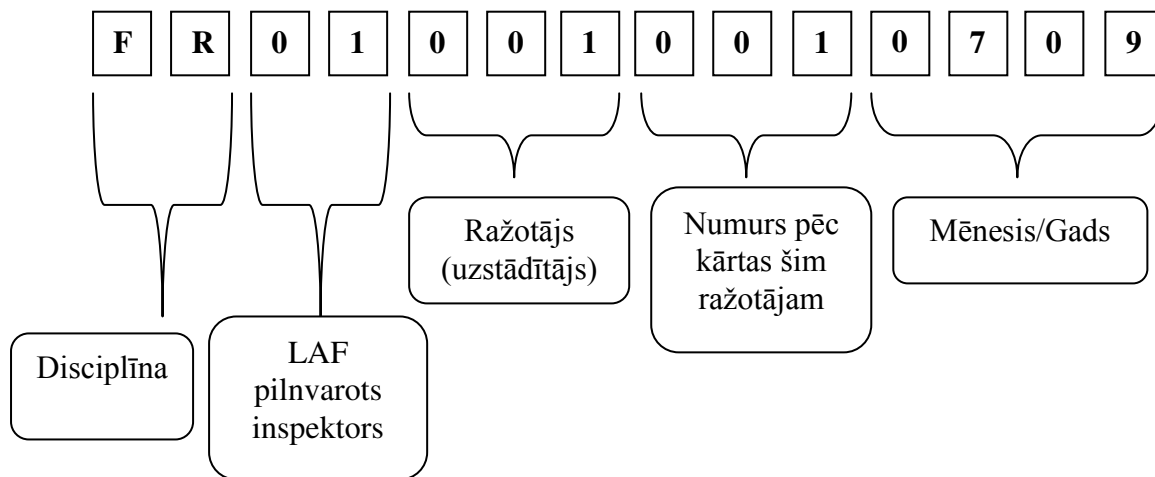 F R 0 1 0 0 1 0 0 1 0 7 0 9
Ražotājs
(uzstādītājs)
Numurs pēc
kārtas šim
ražotājam
Mēnesis/Gads
Disciplīna
LAF
pilnvarots
inspektors